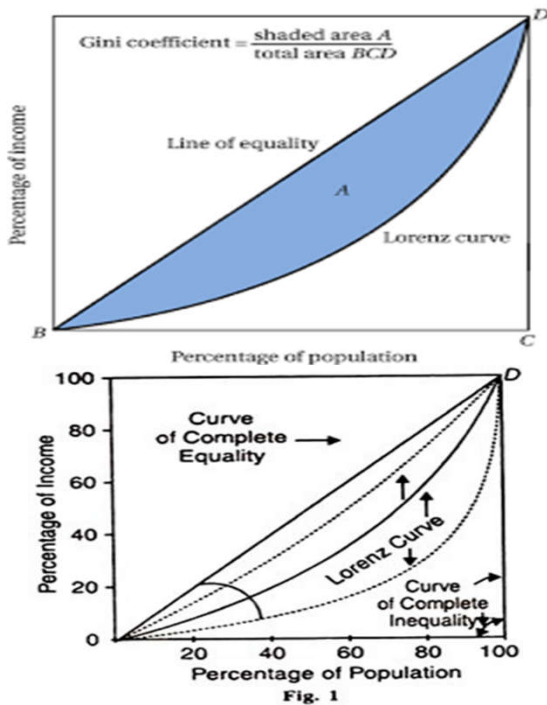 D
Gini coefficient = shaded area A
total area BCD
Line of equality
A
Lorenz curve
Percentage of income
B
C
Percentage of population
100
80
60
40
20
0
D
Curve
of Complete
Equality
Percentage of Income
Lorenz Curve
Curve
of Complete
Inequality
20 40 60 80 100
Percentage of Population
Fig. 1